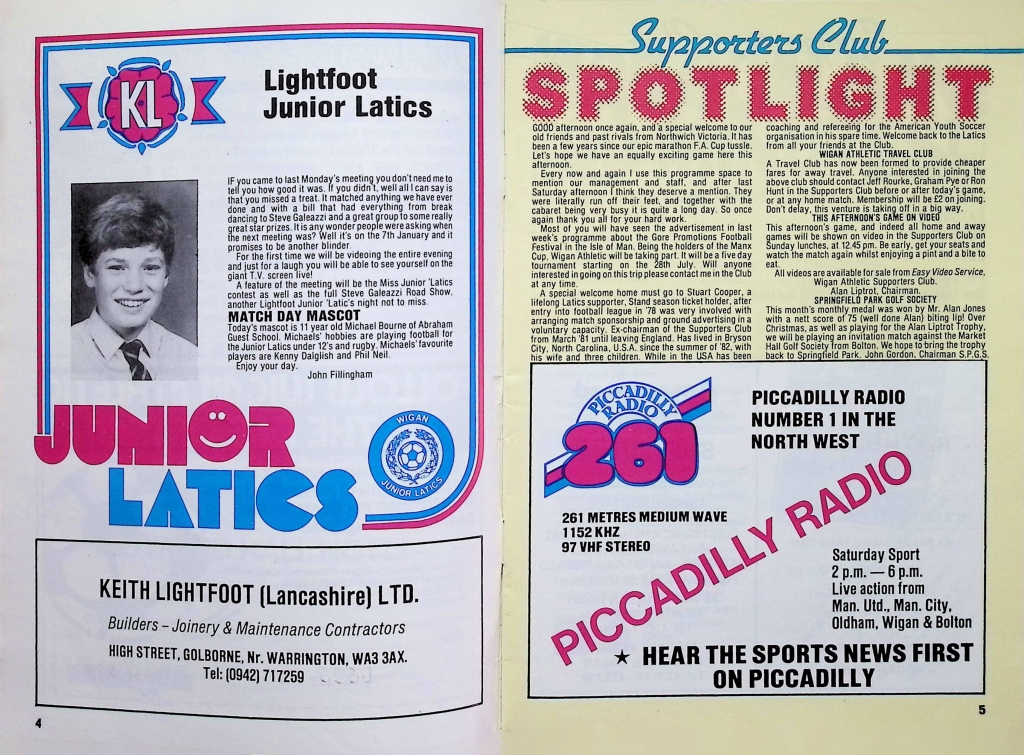 KL
Lightfoot
Junior Latics
IF you came to last Monday's meeting you don't need me to
tell you how good it was. If you didn't, well all I can say is
that you missed a treat. It matched anything we have ever
done and with a bill that had everything from break
dancing to Steve Galeazzi and a great group to some really
great star prizes. It is any wonder people were asking when
the next meeting was? Well it's on the 7th January and it
promises to be another blinder
For the first time we will be videoing the entire evening
and just for a laugh you will be able to see yourself on the
giant T.V. screen live!
A feature of the meeting will be the Miss Junior 'Latics
contest as well as the full Steve Galeazzi Road Show,
another Lightfoot Junior 'Latic's night not to miss.
MATCH DAY MASCOT
Today's mascot is 11 year old Michael Bourne of Abraham
Guest School. Michaels' hobbies are playing football for
the Junior Latics under 12's and rugby. Michaels' favourite
players are Kenny Dalglish and Phil Neil.
Enjoy your day.
John Fillingham
JUNIOR
LATICS
WIGAN
JUNIOR LATICS
KEITH LIGHTFOOT (Lancashire) LTD.
Builders – Joinery & Maintenance Contractors
HIGH STREET, GOLBORNE, Nr. WARRINGTON, WA3 3AX.
Tel: (0942) 717259
4
Supporters Club
SPOTLIGHT
GOOD afternoon once again, and a special welcome to our
old friends and past rivals from Northwich Victoria. It has
been a few years since our epic marathon F.A. Cup tussle.
Let's hope we have an equally exciting game here this
afternoon.
Every now and again I use this programme space to
mention our management and staff, and after last
Saturday afternoon I think they deserve a mention. They
were literally run off their feet, and together with the
cabaret being very busy it is quite a long day. So once
again thank you all for your hard work.
Most of you will have seen the advertisement in last
week's programme about the Gore Promotions Football
Festival in the Isle of Man. Being the holders of the Manx
Cup, Wigan Athletic will be taking part. It will be a five day
tournament starting on the 28th July. Will anyone
interested in going on this trip please contact me in the Club
at any time.
A special welcome home must go to Stuart Cooper, a
lifelong Latics supporter, Stand season ticket holder, after
entry into football league in '78 was very involved with
arranging match sponsorship and ground advertising in a
voluntary capacity. Ex-chairman of the Supporters Club
from March '81 until leaving England. Has lived in Bryson
City, North Carolina, U.S.A. since the summer of '82, with
his wife and three children. While in the USA has been
coaching and refereeing for the American Youth Soccer
organisation in his spare time. Welcome back to the Latics
from all your friends at the Club.
WIGAN ATHLETIC TRAVEL CLUB
A Travel Club has now been formed to provide cheaper
fares for away travel. Anyone interested in joining the
above club should contact Jeff Rourke, Graham Pye or Ron
Hunt in the Supporters Club before or after today's game,
or at any home match. Membership will be £2 on joining.
Don't delay, this venture is taking off in a big way.
THIS AFTERNOON'S GAME ON VIDEO
This afternoon's game, and indeed all home and away
games will be shown on video in the Supporters Club on
Sunday lunches, at 12.45 pm. Be early, get your seats and
watch the match again whilst enjoying a pint and a bite to
eat.
All videos are available for sale from Easy Video Service,
Wigan Athletic Supporters Club.
Alan Liptrot, Chairman.
SPRINGFIELD PARK GOLF SOCIETY
This month's monthly medal was won by Mr. Alan Jones
with a nett score of 75 (well done Alan) biting lip! Over
Christmas, as well as playing for the Alan Liptrot Trophy,
we will be playing an invitation match against the Market
Hall Golf Society from Bolton. We hope to bring the trophy
back to Springfield Park. John Gordon, Chairman S.P.G.S.
PICCADILLY
RADIO
261
PICCADILLY RADIO
NUMBER 1 IN THE
NORTH WEST
261 METRES MEDIUM WAVE
1152 KHZ
97 VHF STEREO
PICCADILLY RADIO
Saturday Sport
2 p.m. — 6 p.m.
Live action from
Man. Utd., Man. City,
Oldham, Wigan & Bolton
★ HEAR THE SPORTS NEWS FIRST
ON PICCADILLY
5